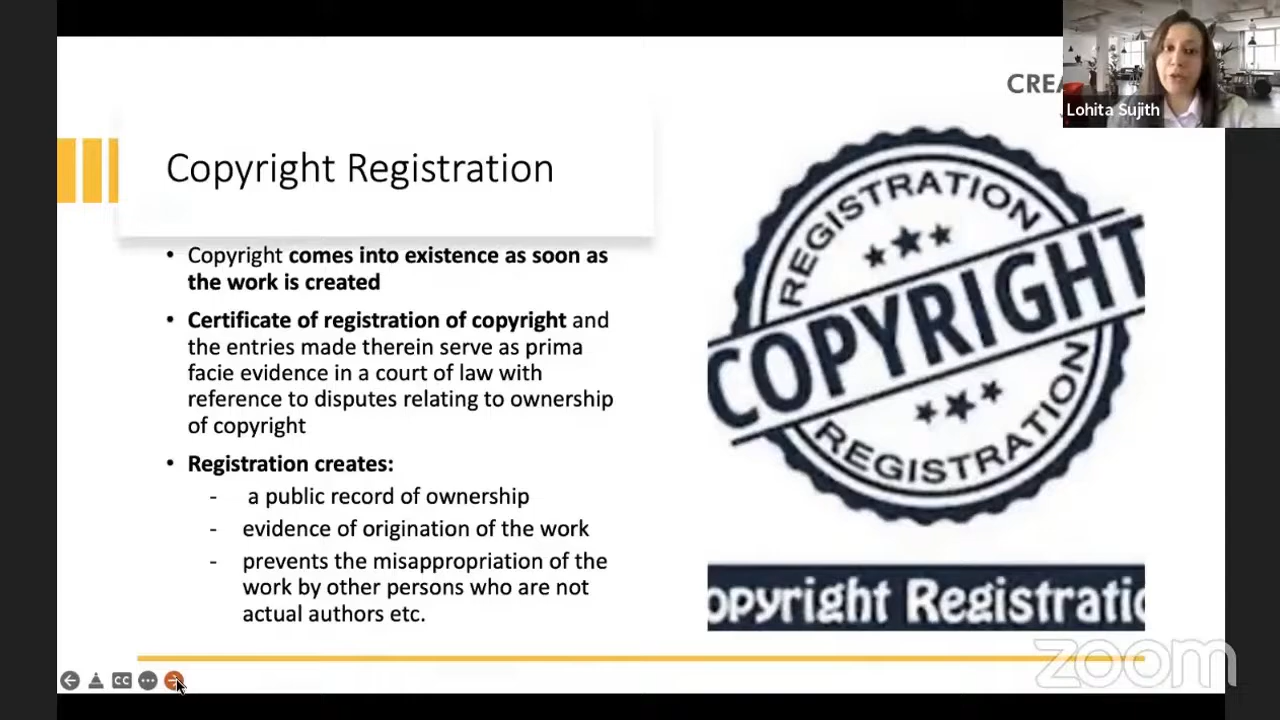 CREA
Lohita Sujith
Copyright Registration
• Copyright comes into existence as soon as
the work is created
• Certificate of registration of copyright and
the entries made therein serve as prima
facie evidence in a court of law with
reference to disputes relating to ownership
of copyright
• Registration creates:
- a public record of ownership
- evidence of origination of the work
- prevents the misappropriation of the
work by other persons who are not
actual authors etc.
REGISTRATION
COPYRIGHT
REGISTRATION
opyright Registratio
CC
zoom